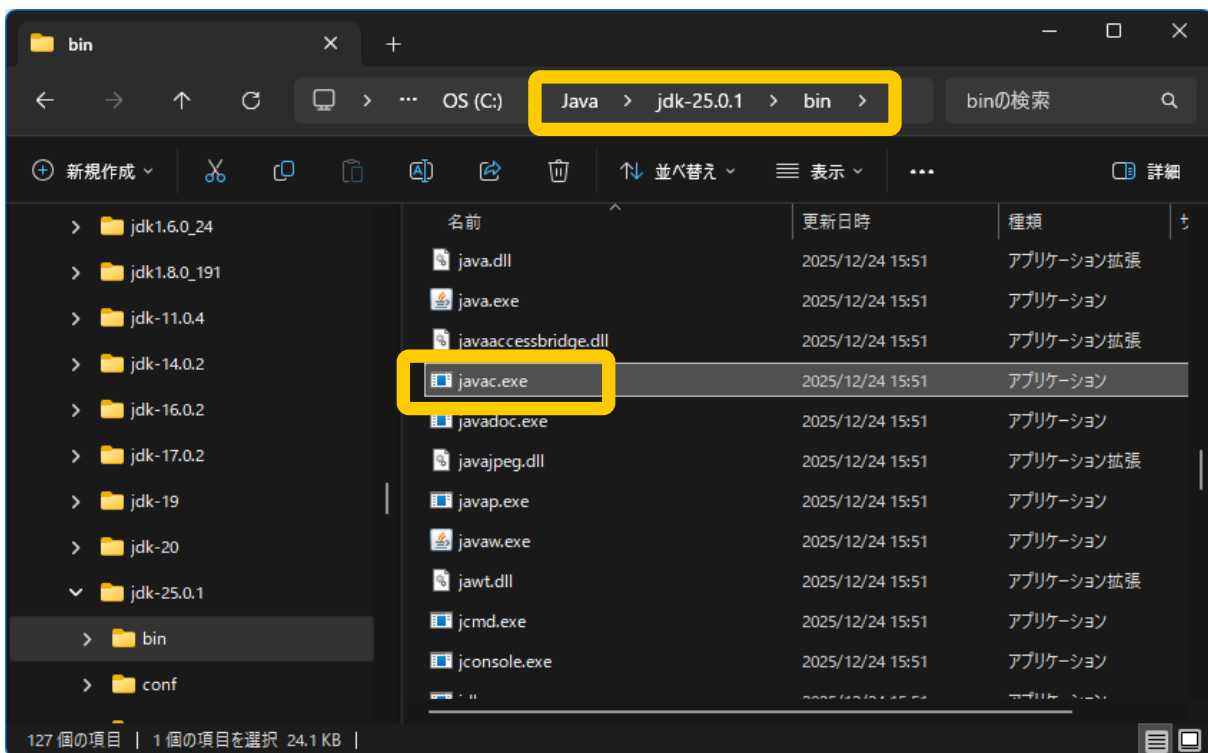 bin
OS (C:) Java jdk-25.0.1 bin binの検索
新規作成 並べ替え 表示 詳細
jdk1.6.0_24
jdk1.8.0_191
jdk-11.0.4
jdk-14.0.2
jdk-16.0.2
jdk-17.0.2
jdk-19
jdk-20
jdk-25.0.1
bin
conf
名前 更新日時 種類
java.dll 2025/12/24 15:51 アプリケーション拡張
java.exe 2025/12/24 15:51 アプリケーション
javaaccessbridge.dll 2025/12/24 15:51 アプリケーション拡張
javac.exe 2025/12/24 15:51 アプリケーション
javadoc.exe 2025/12/24 15:51 アプリケーション
javajpeg.dll 2025/12/24 15:51 アプリケーション拡張
javap.exe 2025/12/24 15:51 アプリケーション
javaw.exe 2025/12/24 15:51 アプリケーション
jawt.dll 2025/12/24 15:51 アプリケーション拡張
jcmd.exe 2025/12/24 15:51 アプリケーション
jconsole.exe 2025/12/24 15:51 アプリケーション
127 個の項目 | 1 個の項目を選択 24.1 KB |